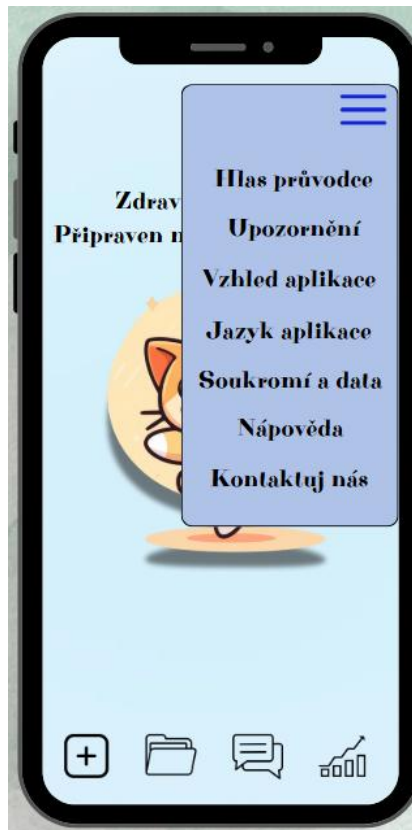 Hlas průvodce
Zdrav
Upozornění
Připraven n
Vzhled aplikace
Jazyk aplikace
Soukromí a data
Nápověda
Kontaktuj nás